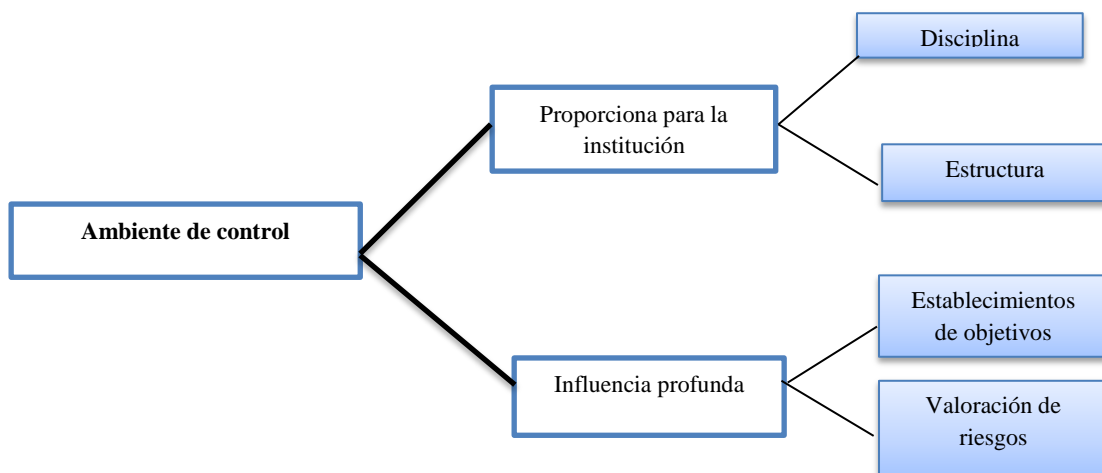 Disciplina
Proporciona para la
institución
Estructura
Ambiente de control
Establecimientos
de objetivos
Influencia profunda
Valoración de
riesgos